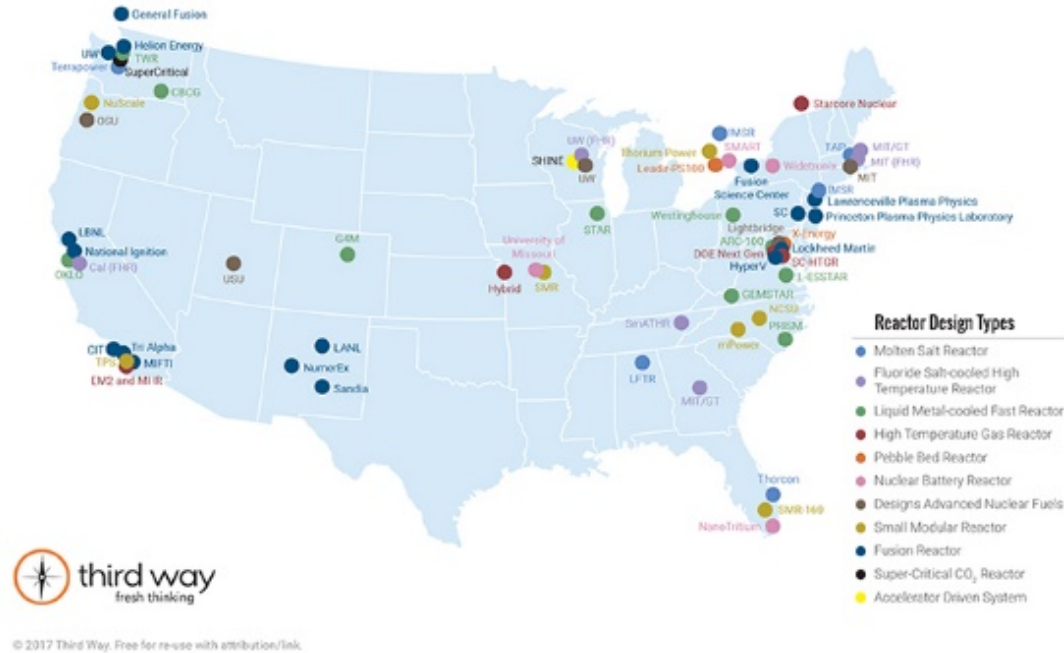 General Fusion
Helion Energy
UW
TWR
Terrapower
SuperCritical
CBCG
NuScale
OSU
Starcore Nuclear
IMSR
UW (FHR)
Thorium Power
SMART
TAP
MIT/GT
MIT (FHR)
SHINE
UW
Leadir-PS100
Widetronix
MIT
Fusion
Science Center
IMSR
Lawrenceville Plasma Physics
SC
Princeton Plasma Physics Laboratory
STAR
Westinghouse
LBNL
National Ignition
OKLO
Cal (FHR)
USU
GEM
University of
Missouri
Hybrid
SMR
Lightbridge
X-Energy
ARC-100
Lockheed Martin
DOE Next Gen
SC-HTGR
HyperV
L-ESSTAR
GEMSTAR
NCSU
SmATHR
mPower
PRISM
CIT
Tri Alpha
TPS
MIFTI
EM2 and MHR
LANL
NumerEx
Sandia
LFTR
MIT/GT
Thorcon
SMR-160
NanoTritium
Reactor Design Types
Molten Salt Reactor
Fluoride Salt-cooled High
Temperature Reactor
Liquid Metal-cooled Fast Reactor
High Temperature Gas Reactor
Pebble Bed Reactor
Nuclear Battery Reactor
Designs Advanced Nuclear Fuels
Small Modular Reactor
Fusion Reactor
Super-Critical CO₂ Reactor
Accelerator Driven System
third way
fresh thinking
© 2017 Third Way. Free for re-use with attribution/link.